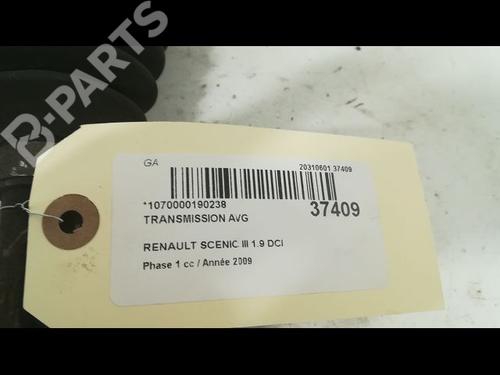 B-PARTS
GA
20310601 37409
*1070000190238
37409
TRANSMISSION AVG
RENAULT SCENIC III 1.9 DCI
Phase 1 cc / Année 2009